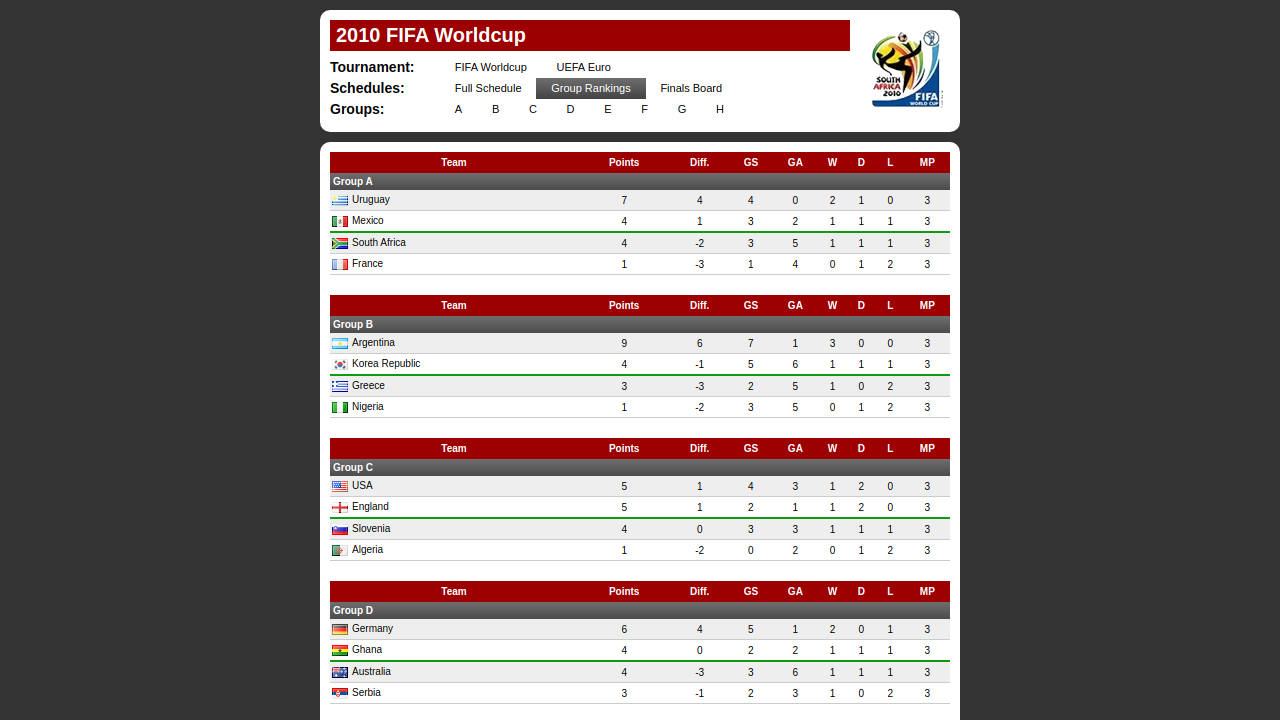 2010 FIFA Worldcup
Tournament: FIFA Worldcup UEFA Euro
Schedules: Full Schedule Group Rankings Finals Board
Groups: A B C D E F G H
SOUTH
AFRICA
2010
FIFA
WORLD CUP
Team Points Diff. GS GA W D L MP
Group A
Uruguay 7 4 4 0 2 1 0 3
Mexico 4 1 3 2 1 1 1 3
South Africa 4 -2 3 5 1 1 1 3
France 1 -3 1 4 0 1 2 3
Team Points Diff. GS GA W D L MP
Group B
Argentina 9 6 7 1 3 0 0 3
Korea Republic 4 -1 5 6 1 1 1 3
Greece 3 -3 2 5 1 0 2 3
Nigeria 1 -2 3 5 0 1 2 3
Team Points Diff. GS GA W D L MP
Group C
USA 5 1 4 3 1 2 0 3
England 5 1 2 1 1 2 0 3
Slovenia 4 0 3 3 1 1 1 3
Algeria 1 -2 0 2 0 1 2 3
Team Points Diff. GS GA W D L MP
Group D
Germany 6 4 5 1 2 0 1 3
Ghana 4 0 2 2 1 1 1 3
Australia 4 -3 3 6 1 1 1 3
Serbia 3 -1 2 3 1 0 2 3